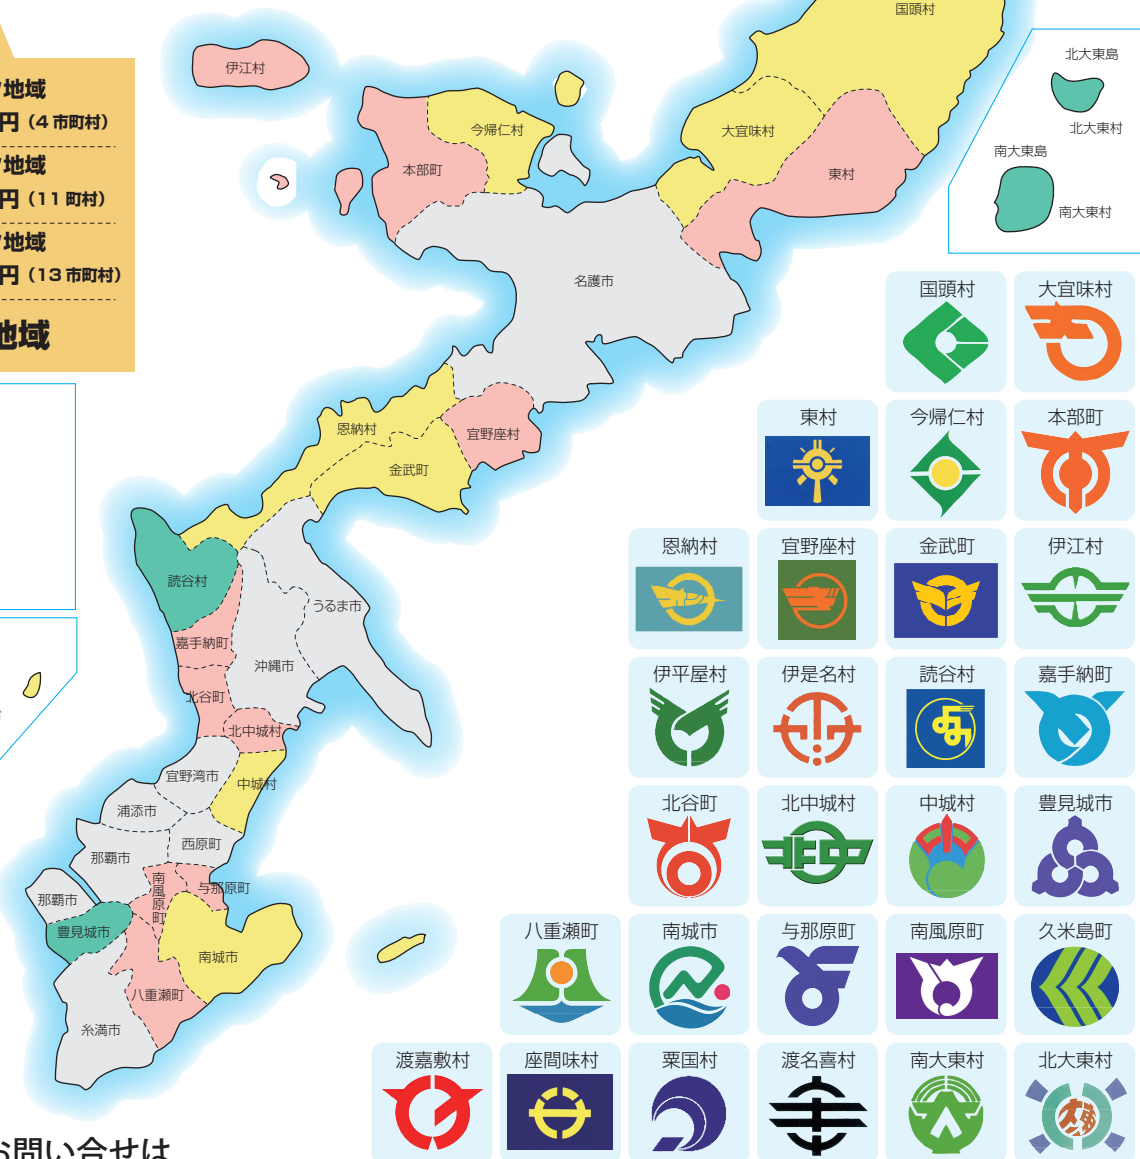 地域
円（4市町村）
地域
円（11町村）
地域
円（13市町村）
地域
国頭村
伊江村
今帰仁村
本部町
大宜味村
東村
名護市
北大東島
北大東村
南大東島
南大東村
恩納村
宜野座村
金武町
読谷村
うるま市
嘉手納町
沖縄市
北谷町
北中城村
宜野湾市
中城村
浦添市
西原町
那覇市
南風原町
与那原町
那覇市
豊見城市
南城市
八重瀬町
糸満市
国頭村
大宜味村
東村
今帰仁村
本部町
恩納村
宜野座村
金武町
伊江村
伊平屋村
伊是名村
読谷村
嘉手納町
北谷町
北中城村
中城村
豊見城市
八重瀬町
南城市
与那原町
南風原町
久米島町
渡嘉敷村
座間味村
粟国村
渡名喜村
南大東村
北大東村
お問い合せは